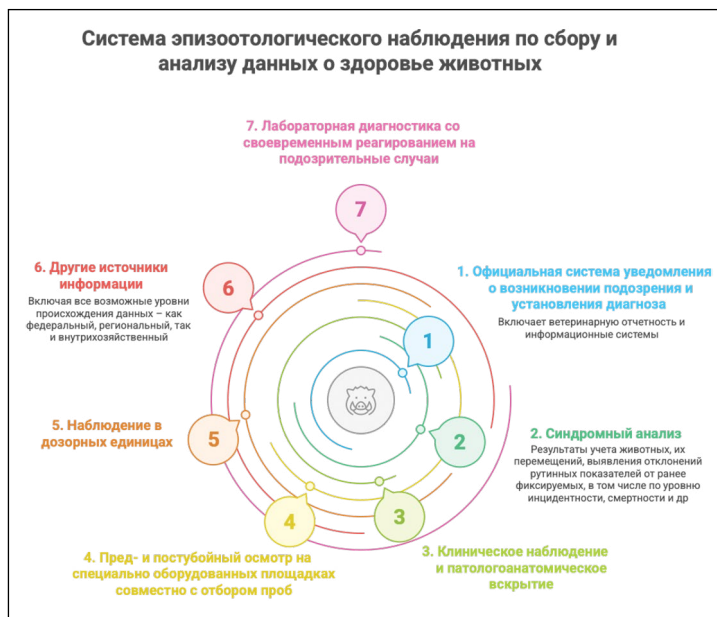 Система эпизоотологического наблюдения по сбору и
анализу данных о здоровье животных
7. Лабораторная диагностика со
своевременным реагированием на
подозрительные случаи
7
6. Другие источники
информации
Включая все возможные уровни
происхождения данных – как
федеральный, региональный, так
и внутрихозяйственный
6
1. Официальная система уведомления
о возникновении подозрения и
установления диагноза
Включает ветеринарную отчетность и
информационные системы
1
5. Наблюдение в
дозорных единицах
5
2
2. Синдромный анализ
Результаты учета животных, их
перемещений, выявления отклонений
рутинных показателей от ранее
фиксируемых, в том числе по уровню
инцидентности, смертности и др
4
3
4. Пред- и постубойный осмотр на
специально оборудованных площадках
совместно с отбором проб
3. Клиническое наблюдение
и патологоанатомическое
вскрытие